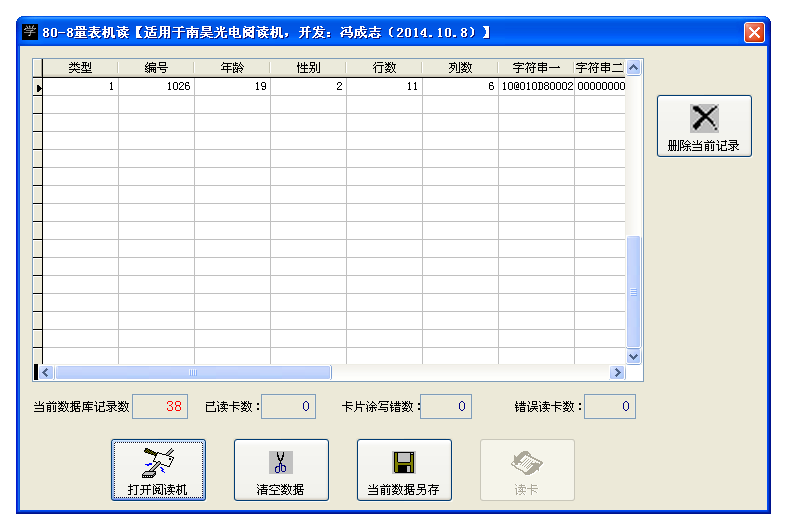 学 80-8量表机读【适用于南昊光电阅读机，开发：冯成志（2014.10.8）】
类型 编号 年龄 性别 行数 列数 字符串一 字符串二
1 1026 19 2 11 6 10@010D80002 00000000
删除当前记录
当前数据库记录数 38 已读卡数： 0 卡片涂写错数： 0 错误读卡数： 0
打开阅读机 清空数据 当前数据另存 读卡